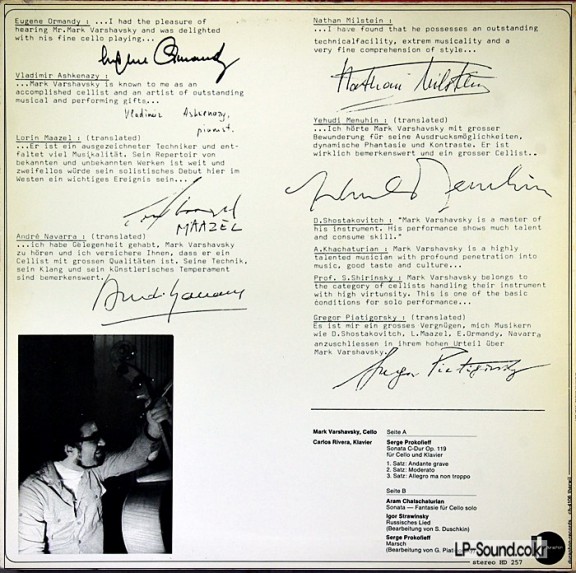 Eugene Ormandy : ...I had the pleasure of
hearing Mr.Mark Varshavsky and was delighted
with his fine cello playing...
Eugene Ormandy
Vladimir Ashkenazy :
...Mark Varshavsky is known to me as an
accomplished cellist and an artist of outstanding
musical and performing gifts...
Vladimir Ashkenazy,
pianist.
Lorin Maazel : (translated)
...Er ist ein ausgezeichneter Techniker und ent-
faltet viel Musikalität. Sein Repertoir von
bekannten und unbekannten Werken ist weit und
zweifellos würde sein solistisches Debut hier im
Westen ein wichtiges Ereignis sein...
MAAZEL
André Navarra : (translated)
...ich habe Gelegenheit gehabt, Mark Varshavsky
zu hören und ich versichere Ihnen, dass er ein
Cellist mit grossen Qualitäten ist. Seine Technik,
sein Klang und sein künstlerisches Temperament
sind bemerkenswert.
Nathan Milstein :
...I have found that he possesses an outstanding
technicalfacility, extrem musicality and a
very fine comprehension of style...
Nathan Milstein
Yehudi Menuhin : (translated)
...Ich hörte Mark Varshavsky mit grosser
Bewunderung für seine Ausdrucksmöglichkeiten,
dynamische Phantasie und Kontraste. Er ist
wirklich bemerkenswert und ein grosser Cellist..
D.Shostakovitch : "Mark Varshavsky is a master of
his instrument. His performance shows much talent
and consume skill."
A.Khachaturian : Mark Varshavsky is a highly
talented musician with profound penetration into
music, good taste and culture...
Prof. S.Shirinsky : Mark Varshavsky belongs to
the category of cellists handling their instrument
with high virtunsity. This is one of the basic
conditions for solo performance...
Gregor Piatigorsky : (translated)
Es ist mir ein grosses Vergnügen, mich Musikern
wie D.Shostakovitch, L.Maazel, E.Ormandy, Navarra
anzuschliessen in ihrem hohen Urteil über
Mark Varshavsky.
Gregor Piatigorsky
Mark Varshavsky, Cello
Carlos Rivera, Klavier
Seite A
Serge Prokofieff
Sonata C-Dur Op. 119
für Cello und Klavier
1. Satz: Andante grave
2. Satz: Moderato
3. Satz: Allegro ma non troppo
Seite B
Aram Chatschaturian
Sonata — Fantasie für Cello solo
Igor Strawinsky
Russisches Lied
(Bearbeitung von S. Duschkin)
Serge Prokofieff
Marsch
(Bearbeitung von G.
LP-Sound.co.kr
stereo HD 257